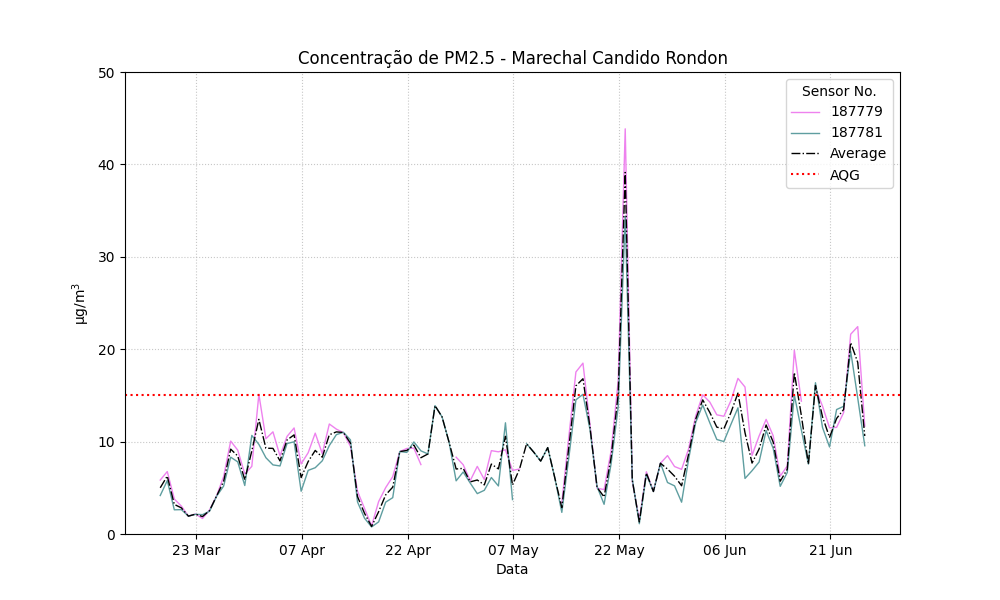 Concentração de PM2.5 - Marechal Candido Rondon
50
40
30
20
10
0
µg/m³
Sensor No.
187779
187781
Average
AQG
23 Mar
07 Apr
22 Apr
07 May
22 May
06 Jun
21 Jun
Data